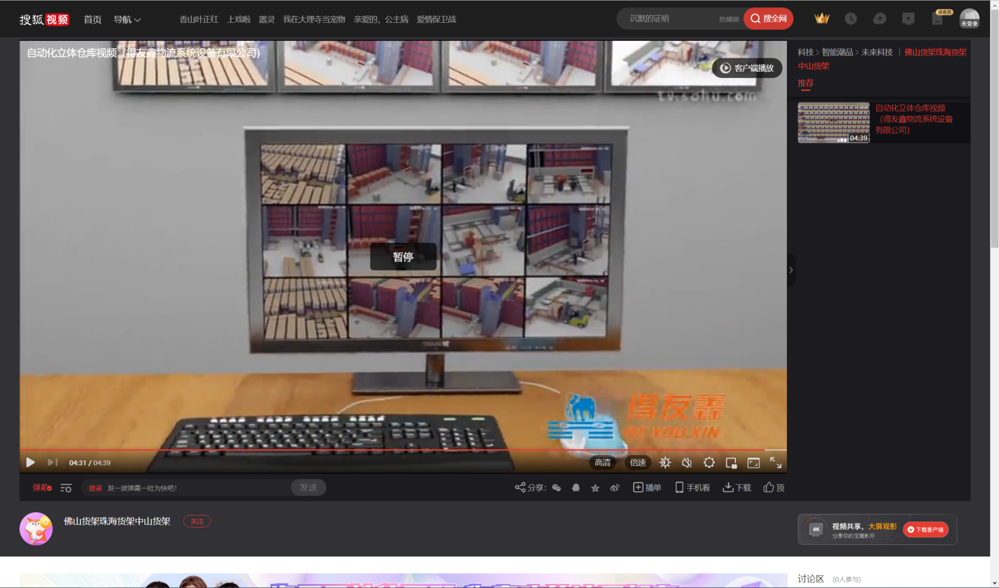 搜狐视频 首页 导航 香山叶正红 上戏啦 器灵 我在大理寺当宠物 亲爱的，公主病 爱情保卫战 沉默的证明 热播榜 搜全网 送会员 未登录
自动化立体仓库视频（得友鑫物流系统设备有限公司）
客户端播放
tv.sohu.com
科技 > 智能潮品 > 未来科技 | 佛山货架珠海货架
中山货架
推荐
自动化立体仓库视频
（得友鑫物流系统设备
有限公司）
04:39
暂停
得友鑫
DE YOU XIN
04:31 / 04:39 高清 倍速
弹幕 登录 发一波弹幕一吐为快吧！ 发送 分享： 播单 手机看 下载 顶
佛山货架珠海货架中山货架 关注
4K 视频共享，大屏观影
分享你的宝藏影片
下载客户端
讨论区 (0人参与)